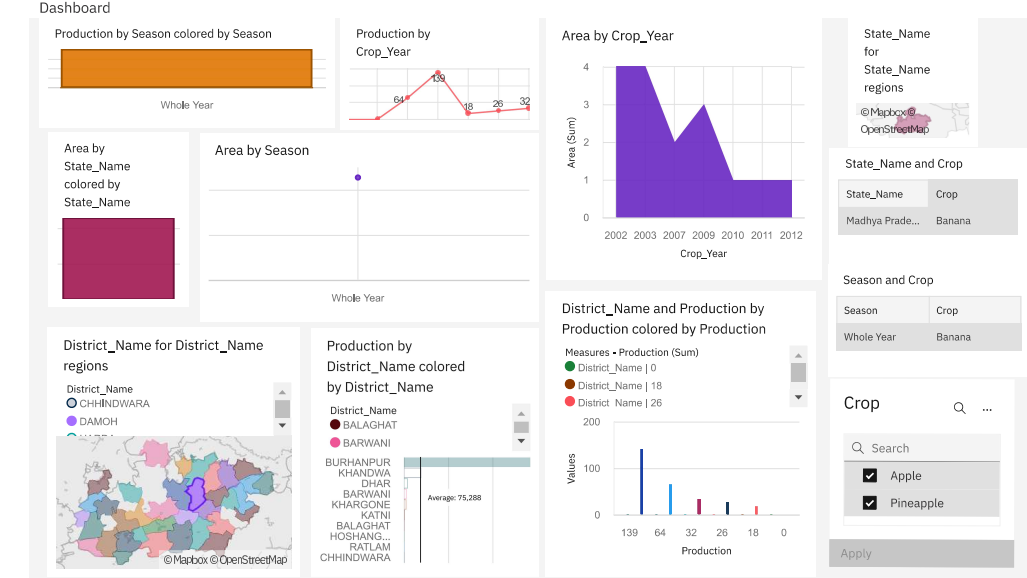 Dashboard
Production by Season colored by Season
Whole Year
Production by
Crop_Year
64
139
18
26
32
Area by Crop_Year
Area (Sum)
4
3
2
1
0
2002 2003 2007 2009 2010 2011 2012
Crop_Year
State_Name
for
State_Name
regions
© Mapbox ©
OpenStreetMap
Area by
State_Name
colored by
State_Name
Area by Season
Whole Year
State_Name and Crop
State_Name Crop
Madhya Prade... Banana
Season and Crop
Season Crop
Whole Year Banana
District_Name for District_Name
regions
District_Name
CHHINDWARA
DAMOH
© Mapbox © OpenStreetMap
Production by
District_Name colored
by District_Name
District_Name
BALAGHAT
BARWANI
BURHANPUR
KHANDWA
DHAR
BARWANI
KHARGONE
KATNI
BALAGHAT
HOSHANG...
RATLAM
CHHINDWARA
Average: 75,288
District_Name and Production by
Production colored by Production
Measures - Production (Sum)
District_Name | 0
District_Name | 18
District_Name | 26
Values
200
100
0
139 64 32 26 18 0
Production
Crop
...
Search
Apple
Pineapple
Apply